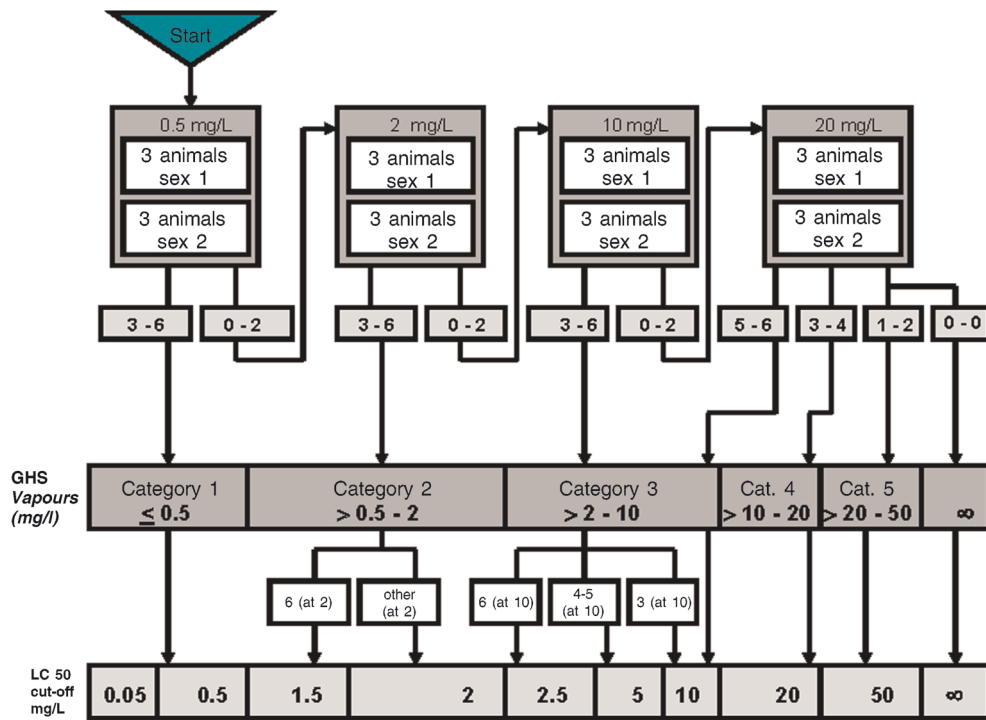 Start
0.5 mg/L
3 animals
sex 1
3 animals
sex 2
2 mg/L
3 animals
sex 1
3 animals
sex 2
10 mg/L
3 animals
sex 1
3 animals
sex 2
20 mg/L
3 animals
sex 1
3 animals
sex 2
3 - 6
0 - 2
3 - 6
0 - 2
3 - 6
0 - 2
5 - 6
3 - 4
1 - 2
0 - 0
GHS
Vapours
(mg/l)
Category 1
≤ 0.5
Category 2
> 0.5 - 2
Category 3
> 2 - 10
Cat. 4
> 10 - 20
Cat. 5
> 20 - 50
∞
6 (at 2)
other
(at 2)
6 (at 10)
4-5
(at 10)
3 (at 10)
LC 50
cut-off
mg/L
0.05
0.5
1.5
2
2.5
5
10
20
50
∞